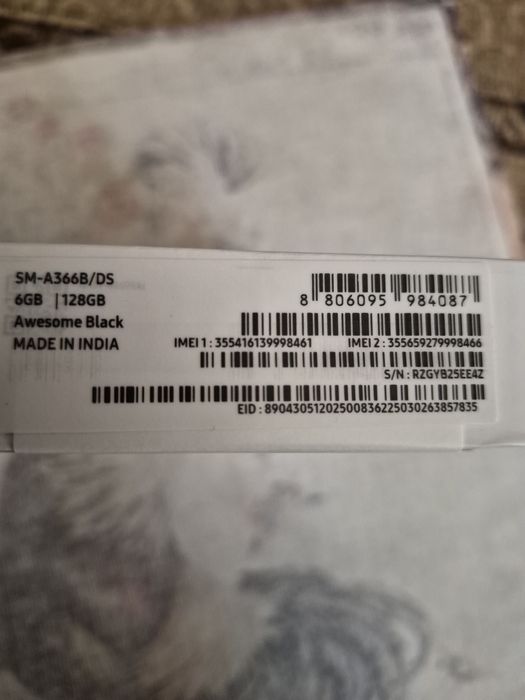 SM-A366B/DS
6GB | 128GB
Awesome Black
MADE IN INDIA
8 806095 984087
IMEI 1 : 355416139998461 IMEI 2 : 355659279998466
S/N : RZGYB25EE4Z
EID : 89043051202500836225030263857835